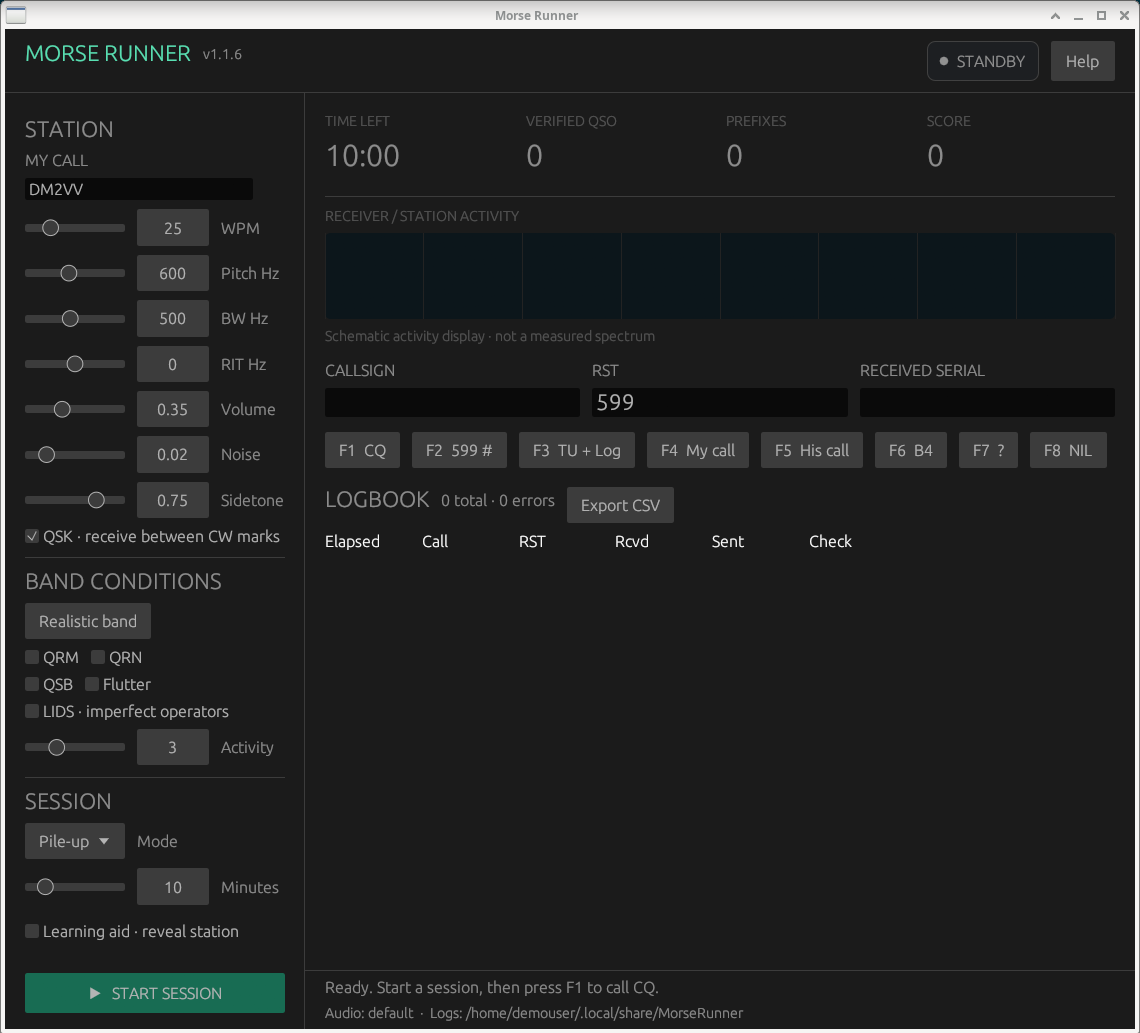 Morse Runner
MORSE RUNNER v1.1.6
STANDBY
Help
STATION
MY CALL
DM2VV
25 WPM
600 Pitch Hz
500 BW Hz
0 RIT Hz
0.35 Volume
0.02 Noise
0.75 Sidetone
QSK · receive between CW marks
BAND CONDITIONS
Realistic band
QRM QRN
QSB Flutter
LIDS · imperfect operators
3 Activity
SESSION
Pile-up Mode
10 Minutes
Learning aid · reveal station
START SESSION
TIME LEFT VERIFIED QSO PREFIXES SCORE
10:00 0 0 0
RECEIVER / STATION ACTIVITY
Schematic activity display · not a measured spectrum
CALLSIGN RST RECEIVED SERIAL
599
F1 CQ F2 599 # F3 TU + Log F4 My call F5 His call F6 B4 F7 ? F8 NIL
LOGBOOK 0 total · 0 errors Export CSV
Elapsed Call RST Rcvd Sent Check
Ready. Start a session, then press F1 to call CQ.
Audio: default · Logs: /home/demouser/.local/share/MorseRunner